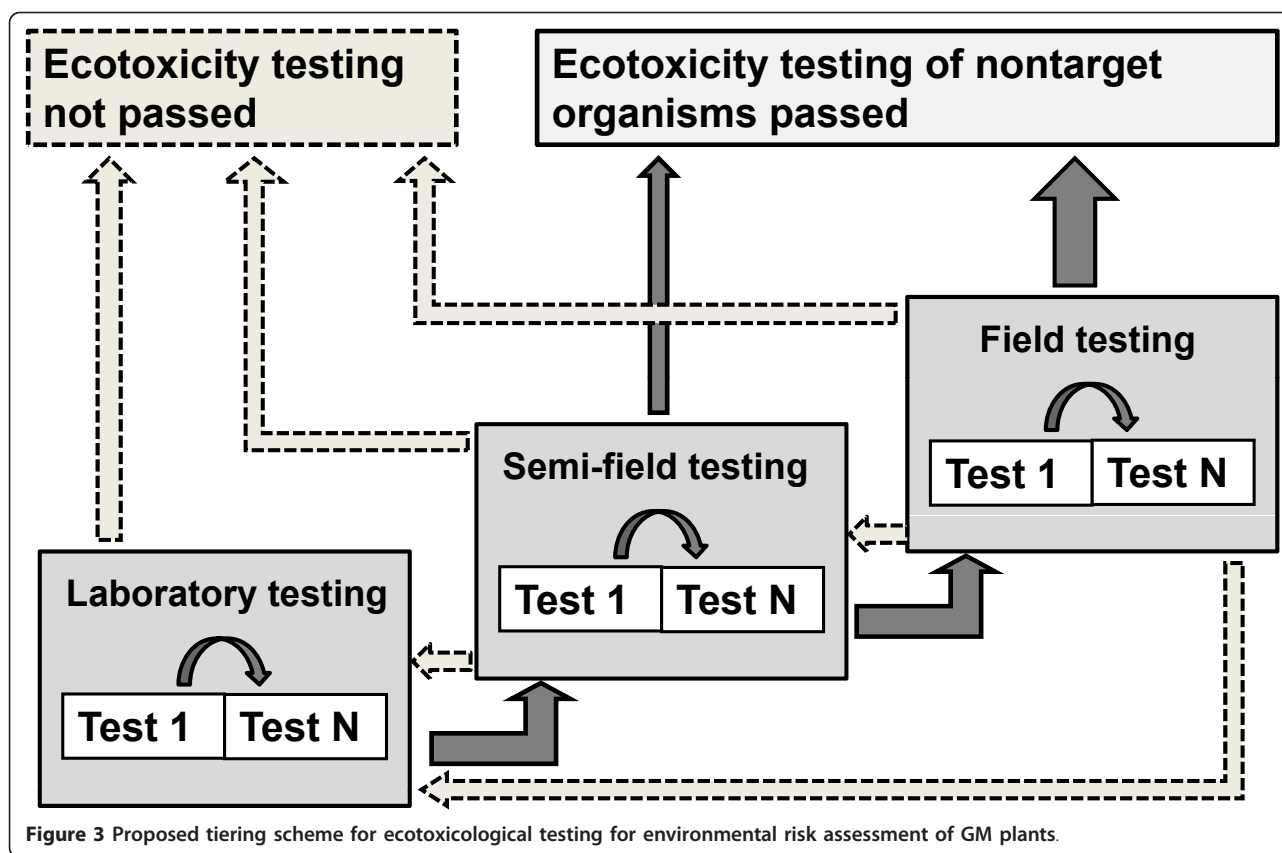 Ecotoxicity testing
not passed
Ecotoxicity testing of nontarget
organisms passed
Field testing
Test 1 Test N
Semi-field testing
Test 1 Test N
Laboratory testing
Test 1 Test N
Figure 3 Proposed tiering scheme for ecotoxicological testing for environmental risk assessment of GM plants.